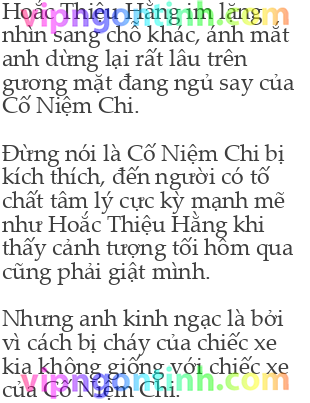 Hoắc Thiệu Hằng im lặng
vipngontinh.com
nhìn sang chỗ khác, ánh mắt
anh dừng lại rất lâu trên
gương mặt đang ngủ say của
Cố Niệm Chi.
Đừng nói là Cố Niệm Chi bị
kích thích, đến người có tố
chất tâm lý cực kỳ mạnh mẽ
như Hoắc Thiệu Hằng khi
thấy cảnh tượng tối hôm qua
cũng phải giật mình.
Nhưng anh kinh ngạc là bởi
vì cách bị cháy của chiếc xe
kia không giống với chiếc xe
vipngontinh.com
của Cố Niệm Chi.